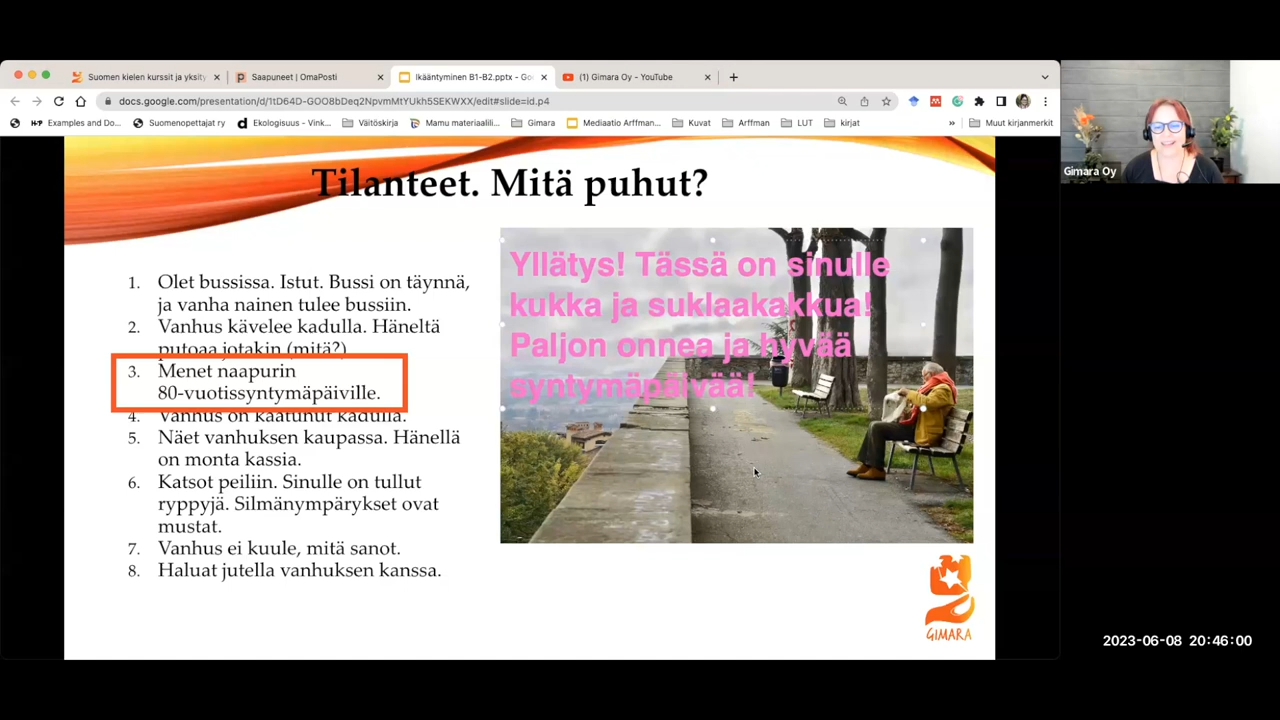 Suomen kielen kurssit ja yksity
Saapuneet | OmaPosti
Ikääntyminen B1-B2.pptx - Goo
(1) Gimara Oy - YouTube
docs.google.com/presentation/d/1tD64D-GOO8bDeq2NpvmMtYUkh5SEKWXX/edit#slide=id.p4
Examples and Do...
Suomenopettajat ry
Ekologisuus - Vink...
Väitöskirja
Mamu materiaalili...
Gimara
Mediaatio Arffman...
Kuvat
Arffman
LUT
kirjat
»
Muut kirjanmerkit
Gimara Oy
Tilanteet. Mitä puhut?
1. Olet bussissa. Istut. Bussi on täynnä,
ja vanha nainen tulee bussiin.
2. Vanhus kävelee kadulla. Häneltä
putoaa jotakin (mitä?)
3. Menet naapurin
80-vuotissyntymäpäiville.
4. Vanhus on kaatunut kadulla.
5. Näet vanhuksen kaupassa. Hänellä
on monta kassia.
6. Katsot peiliin. Sinulle on tullut
ryppyjä. Silmänympärykset ovat
mustat.
7. Vanhus ei kuule, mitä sanot.
8. Haluat jutella vanhuksen kanssa.
Yllätys! Tässä on sinulle
kukka ja suklaakakkua!
Paljon onnea ja hyvää
syntymäpäivää!
GIMARA
2023-06-08 20:46:00